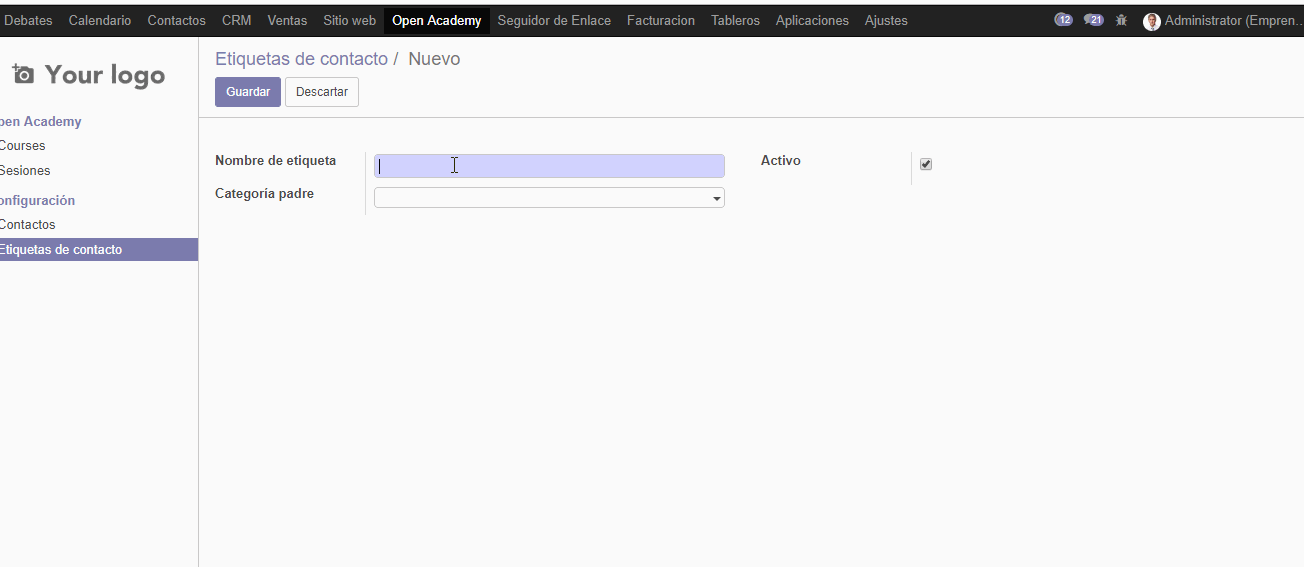 Debates Calendario Contactos CRM Ventas Sitio web Open Academy Seguidor de Enlace Facturacion Tableros Aplicaciones Ajustes 12 21 Administrator (Empren...
Your logo
Etiquetas de contacto / Nuevo
Guardar Descartar
pen Academy
Courses
Sesiones
onfiguración
Contactos
Etiquetas de contacto
Nombre de etiqueta
Categoría padre
Activo